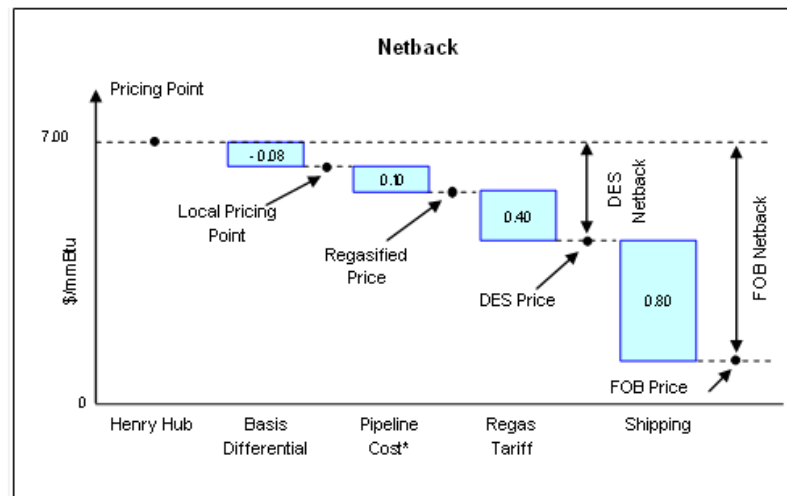 Netback
Pricing Point
7.00
- 0.08
0.10
0.40
0.80
Local Pricing
Point
Regasified
Price
DES Price
FOB Price
DES
Netback
FOB Netback
$/mmBtu
0
Henry Hub
Basis
Differential
Pipeline
Cost*
Regas
Tariff
Shipping